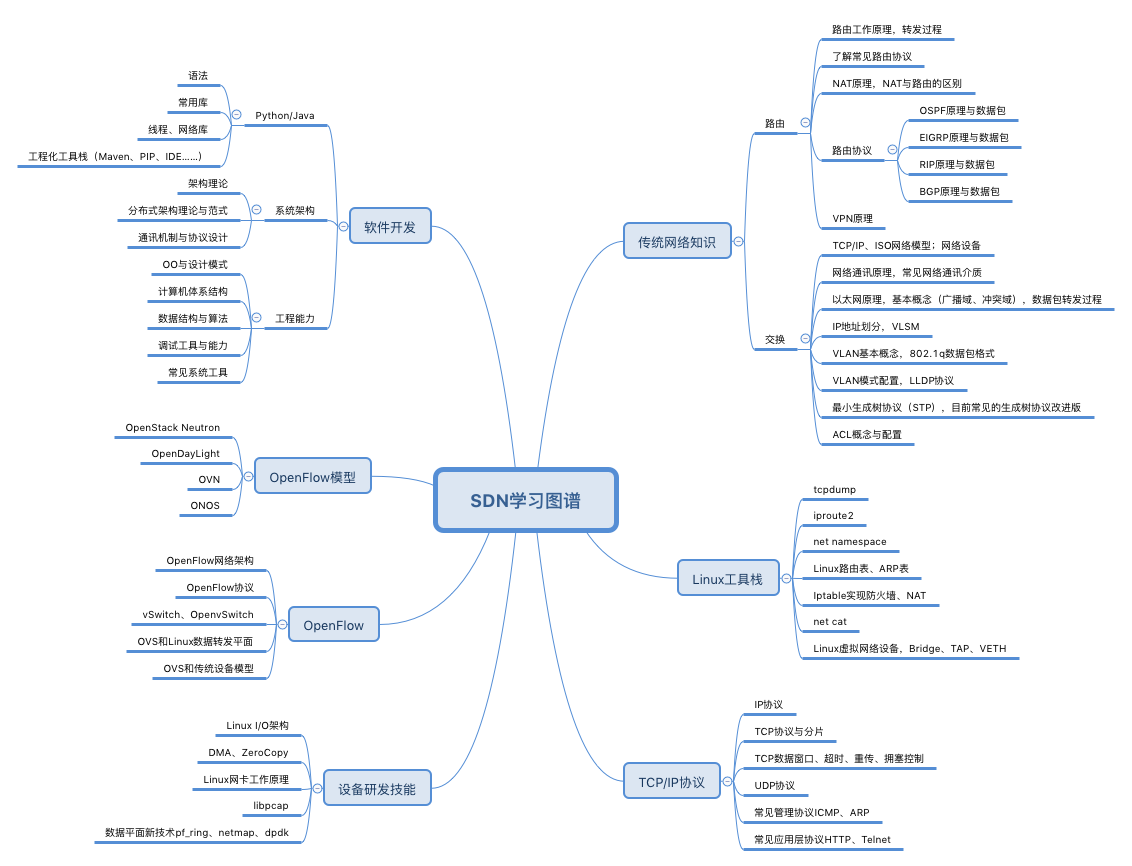 SDN学习图谱
传统网络知识
路由
路由工作原理，转发过程
了解常见路由协议
NAT原理，NAT与路由的区别
路由协议
OSPF原理与数据包
EIGRP原理与数据包
RIP原理与数据包
BGP原理与数据包
VPN原理
交换
TCP/IP、ISO网络模型；网络设备
网络通讯原理，常见网络通讯介质
以太网原理，基本概念（广播域、冲突域），数据包转发过程
IP地址划分，VLSM
VLAN基本概念，802.1q数据包格式
VLAN模式配置，LLDP协议
最小生成树协议（STP），目前常见的生成树协议改进版
ACL概念与配置
Linux工具栈
tcpdump
iproute2
net namespace
Linux路由表、ARP表
Iptable实现防火墙、NAT
net cat
Linux虚拟网络设备，Bridge、TAP、VETH
TCP/IP协议
IP协议
TCP协议与分片
TCP数据窗口、超时、重传、拥塞控制
UDP协议
常见管理协议ICMP、ARP
常见应用层协议HTTP、Telnet
软件开发
Python/Java
语法
常用库
线程、网络库
工程化工具栈（Maven、PIP、IDE……）
系统架构
架构理论
分布式架构理论与范式
通讯机制与协议设计
工程能力
OO与设计模式
计算机体系结构
数据结构与算法
调试工具与能力
常见系统工具
OpenFlow模型
OpenStack Neutron
OpenDayLight
OVN
ONOS
OpenFlow
OpenFlow网络架构
OpenFlow协议
vSwitch、OpenvSwitch
OVS和Linux数据转发平面
OVS和传统设备模型
设备研发技能
Linux I/O架构
DMA、ZeroCopy
Linux网卡工作原理
libpcap
数据平面新技术pf_ring、netmap、dpdk